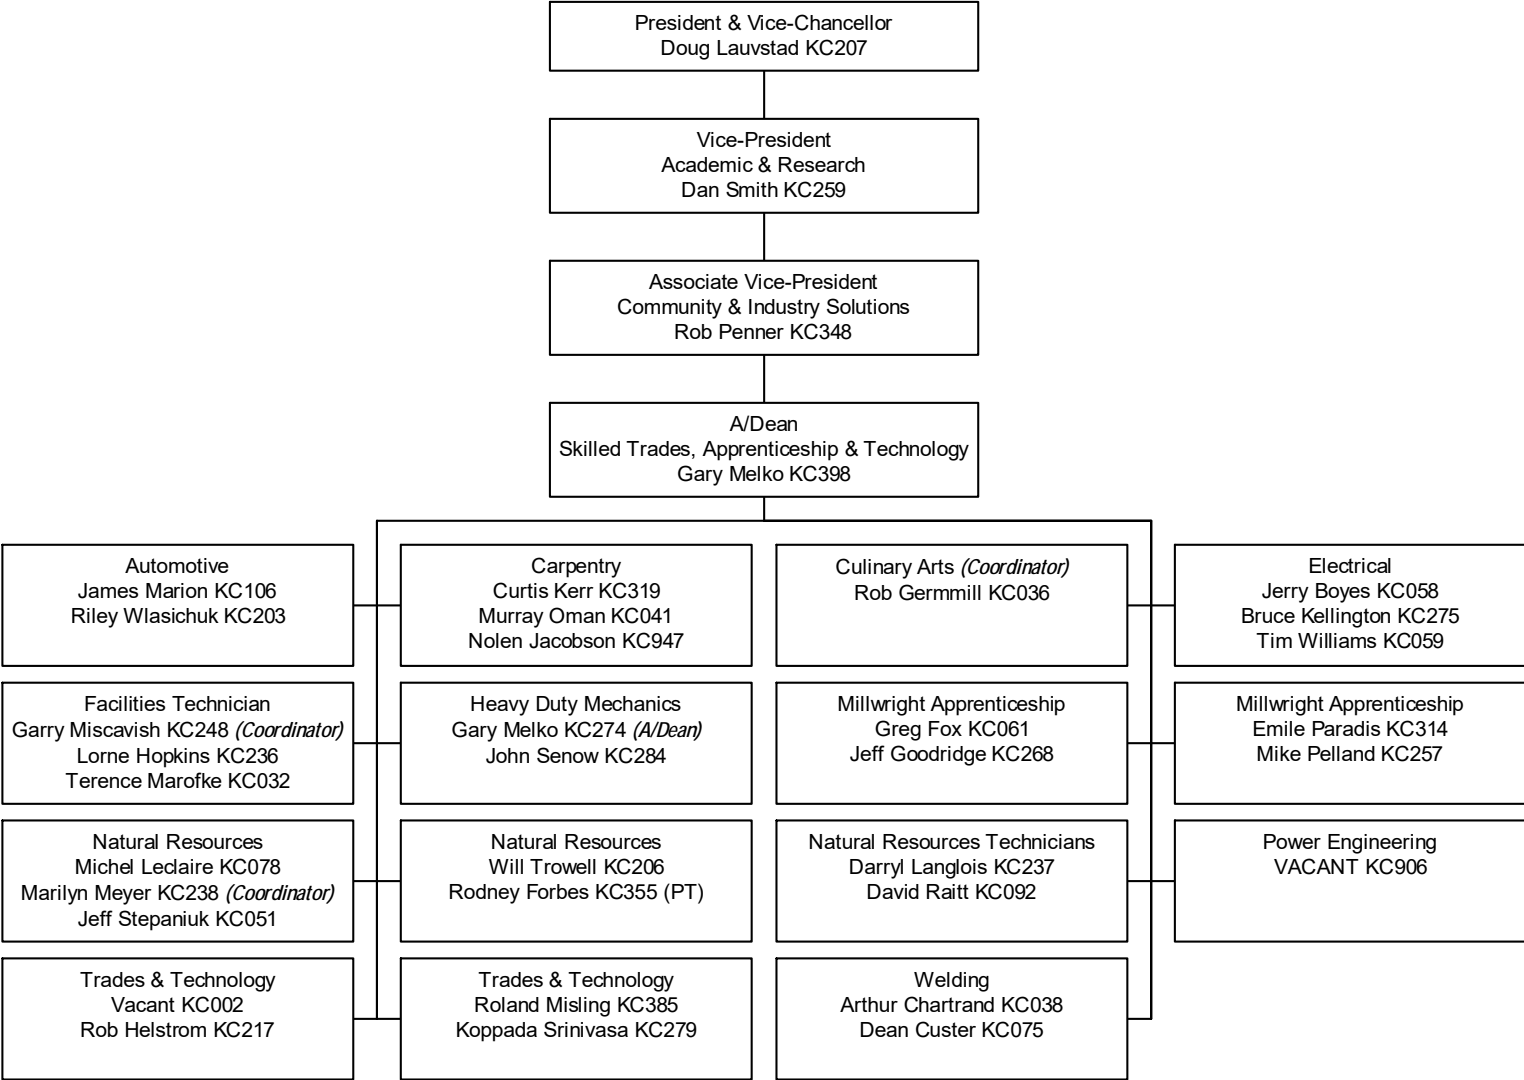 President & Vice-Chancellor
Doug Lauvstad KC207
Vice-President
Academic & Research
Dan Smith KC259
Associate Vice-President
Community & Industry Solutions
Rob Penner KC348
A/Dean
Skilled Trades, Apprenticeship & Technology
Gary Melko KC398
Automotive
James Marion KC106
Riley Wlasichuk KC203
Carpentry
Curtis Kerr KC319
Murray Oman KC041
Nolen Jacobson KC947
Culinary Arts (Coordinator)
Rob Germmill KC036
Electrical
Jerry Boyes KC058
Bruce Kellington KC275
Tim Williams KC059
Facilities Technician
Garry Miscavish KC248 (Coordinator)
Lorne Hopkins KC236
Terence Marofke KC032
Heavy Duty Mechanics
Gary Melko KC274 (A/Dean)
John Senow KC284
Millwright Apprenticeship
Greg Fox KC061
Jeff Goodridge KC268
Millwright Apprenticeship
Emile Paradis KC314
Mike Pelland KC257
Natural Resources
Michel Leclaire KC078
Marilyn Meyer KC238 (Coordinator)
Jeff Stepaniuk KC051
Natural Resources
Will Trowell KC206
Rodney Forbes KC355 (PT)
Natural Resources Technicians
Darryl Langlois KC237
David Raitt KC092
Power Engineering
VACANT KC906
Trades & Technology
Vacant KC002
Rob Helstrom KC217
Trades & Technology
Roland Misling KC385
Koppada Srinivasa KC279
Welding
Arthur Chartrand KC038
Dean Custer KC075